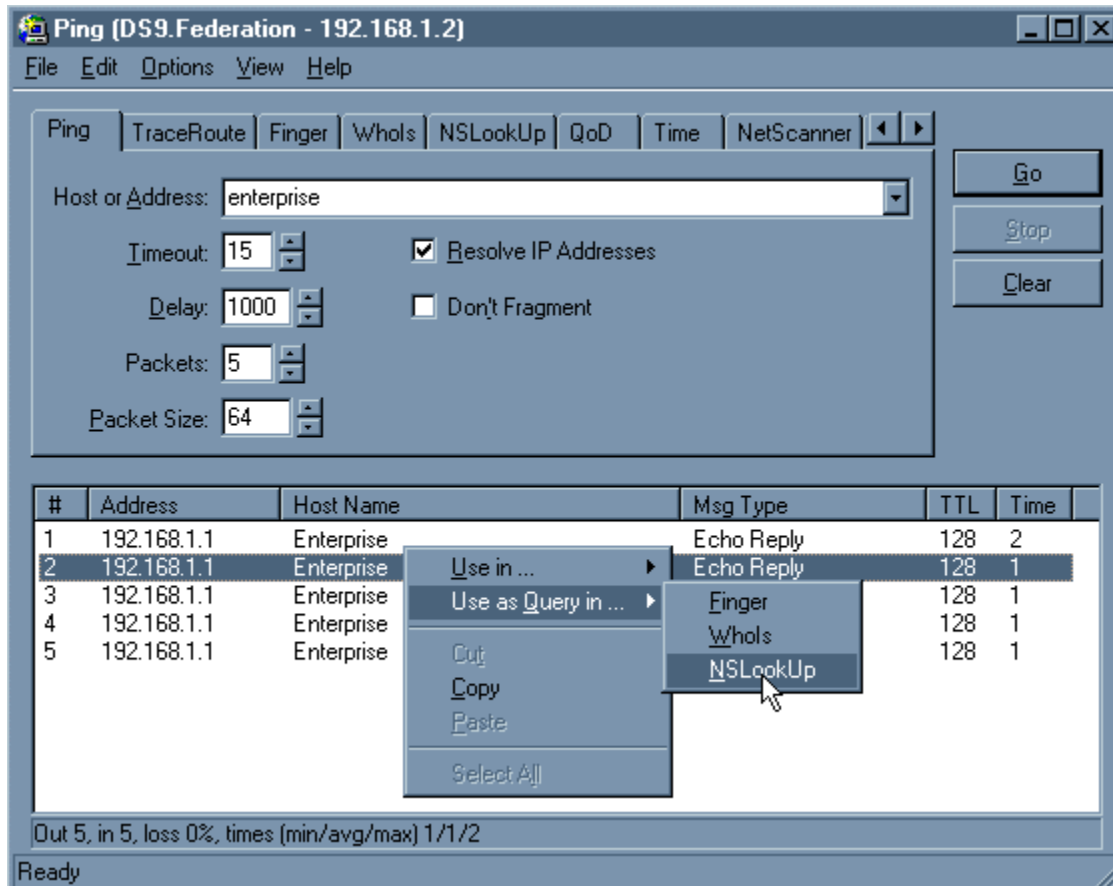 Ping (DS9.Federation - 192.168.1.2)
File Edit Options View Help
Ping TraceRoute Finger WhoIs NSLookUp QoD Time NetScanner
Host or Address: enterprise
Go
Timeout: 15 Resolve IP Addresses
Stop
Delay: 1000 Don't Fragment
Clear
Packets: 5
Packet Size: 64
# Address Host Name Msg Type TTL Time
1 192.168.1.1 Enterprise Echo Reply 128 2
2 192.168.1.1 Enterprise Echo Reply 128 1
3 192.168.1.1 Enterprise 128 1
4 192.168.1.1 Enterprise 128 1
5 192.168.1.1 Enterprise 128 1
Use in ...
Use as Query in ...
Cut
Copy
Paste
Select All
Finger
WhoIs
NSLookUp
Out 5, in 5, loss 0%, times (min/avg/max) 1/1/2
Ready